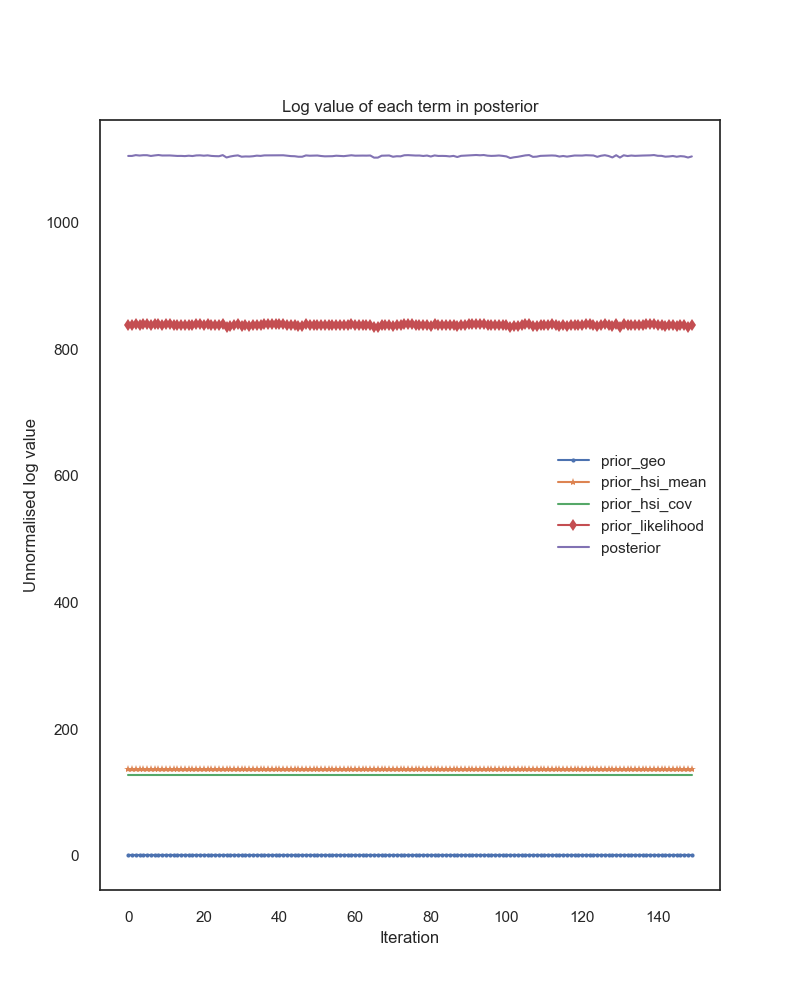 Log value of each term in posterior
Unnormalised log value
1000
800
600
400
200
0
prior_geo
prior_hsi_mean
prior_hsi_cov
prior_likelihood
posterior
0 20 40 60 80 100 120 140
Iteration